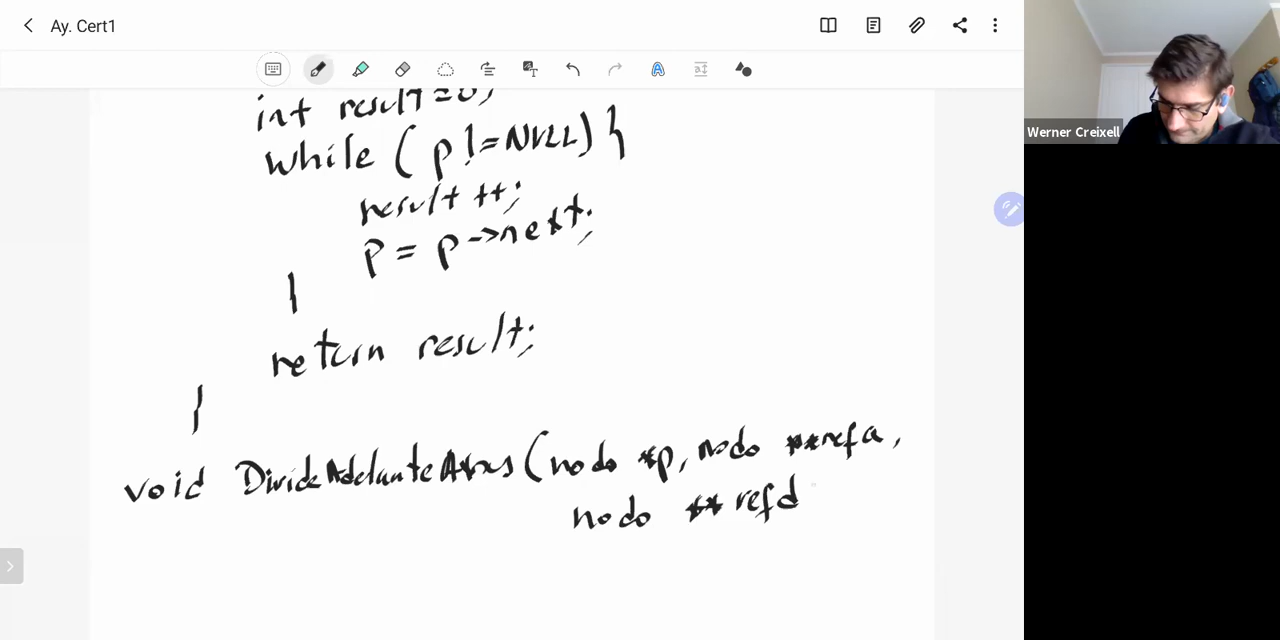 Ay. Cert1
int result=0;
while ( p != NULL) }
result ++;
p = p->next;
}
return result;
}
void DivideAdelanteAtras (nodo *p, nodo **refa,
nodo **refd
Werner Creixell